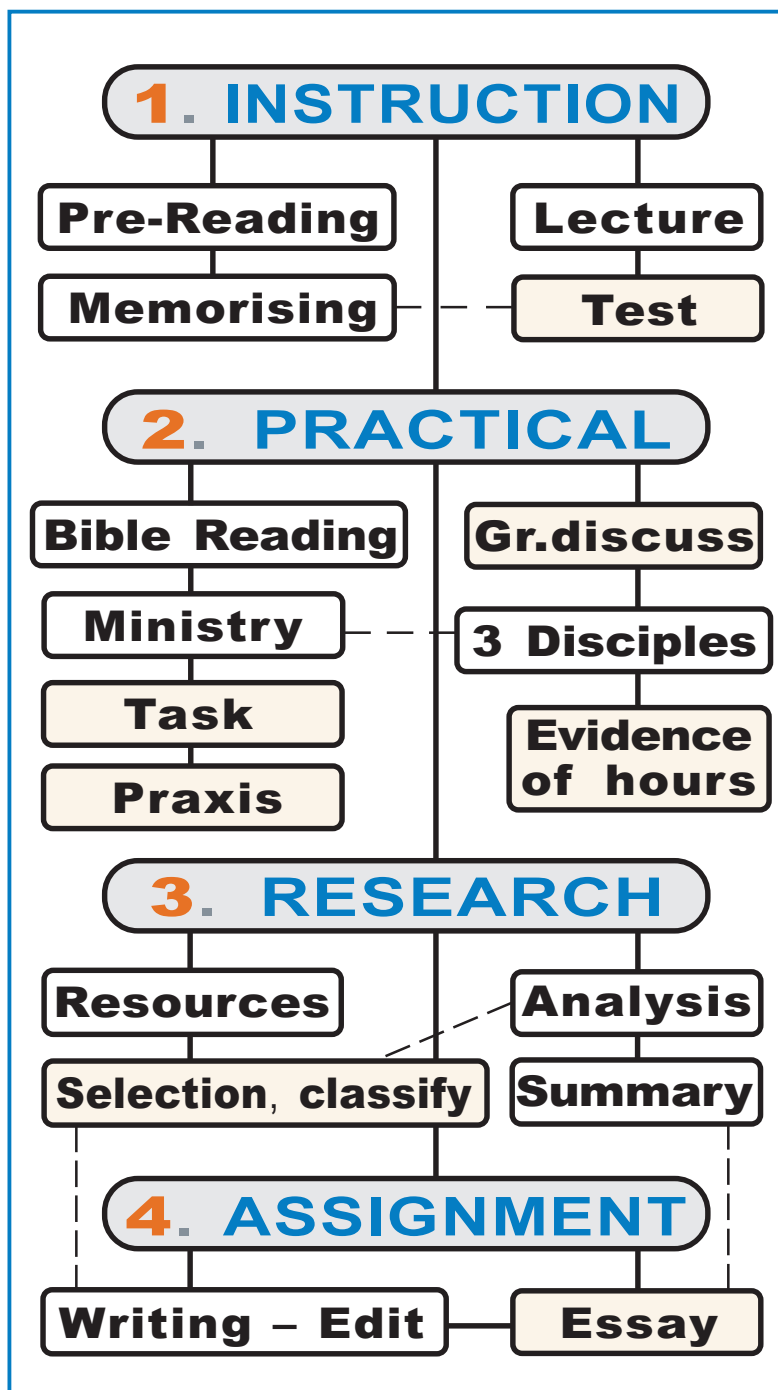 1. INSTRUCTION
Pre-Reading
Lecture
Memorising
Test
2. PRACTICAL
Bible Reading
Gr.discuss
Ministry
3 Disciples
Task
Evidence
of hours
Praxis
3. RESEARCH
Resources
Analysis
Selection, classify
Summary
4. ASSIGNMENT
Writing – Edit
Essay